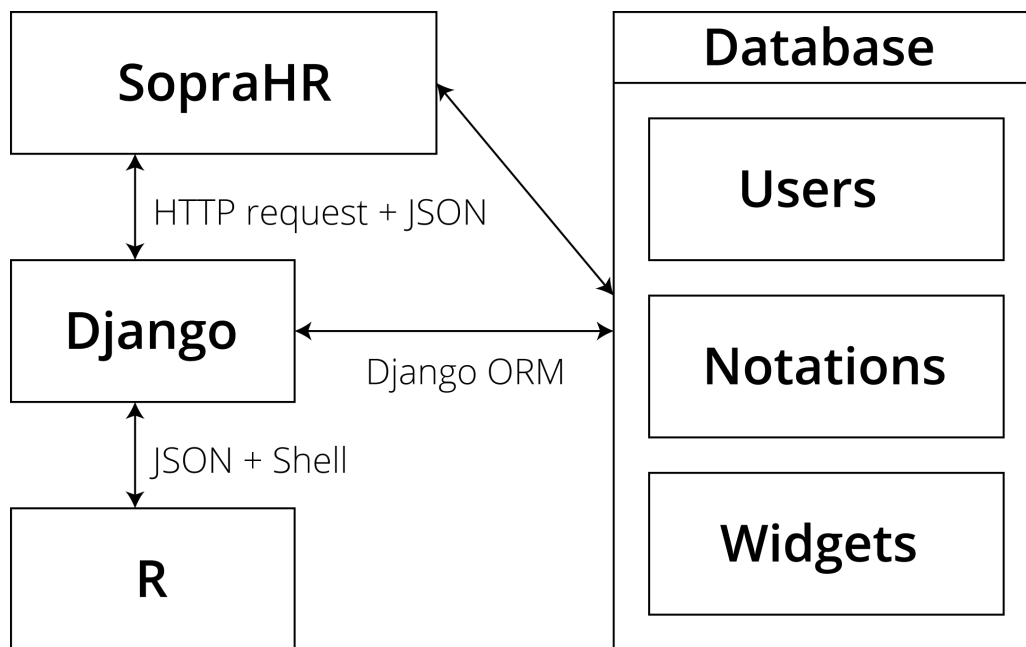 SopraHR
HTTP request + JSON
Django
Django ORM
JSON + Shell
R
Database
Users
Notations
Widgets